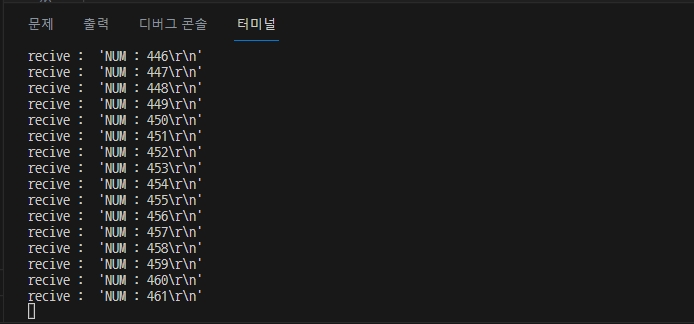 문제 출력 디버그 콘솔 터미널
recive :  'NUM : 446\r\n'
recive :  'NUM : 447\r\n'
recive :  'NUM : 448\r\n'
recive :  'NUM : 449\r\n'
recive :  'NUM : 450\r\n'
recive :  'NUM : 451\r\n'
recive :  'NUM : 452\r\n'
recive :  'NUM : 453\r\n'
recive :  'NUM : 454\r\n'
recive :  'NUM : 455\r\n'
recive :  'NUM : 456\r\n'
recive :  'NUM : 457\r\n'
recive :  'NUM : 458\r\n'
recive :  'NUM : 459\r\n'
recive :  'NUM : 460\r\n'
recive :  'NUM : 461\r\n'